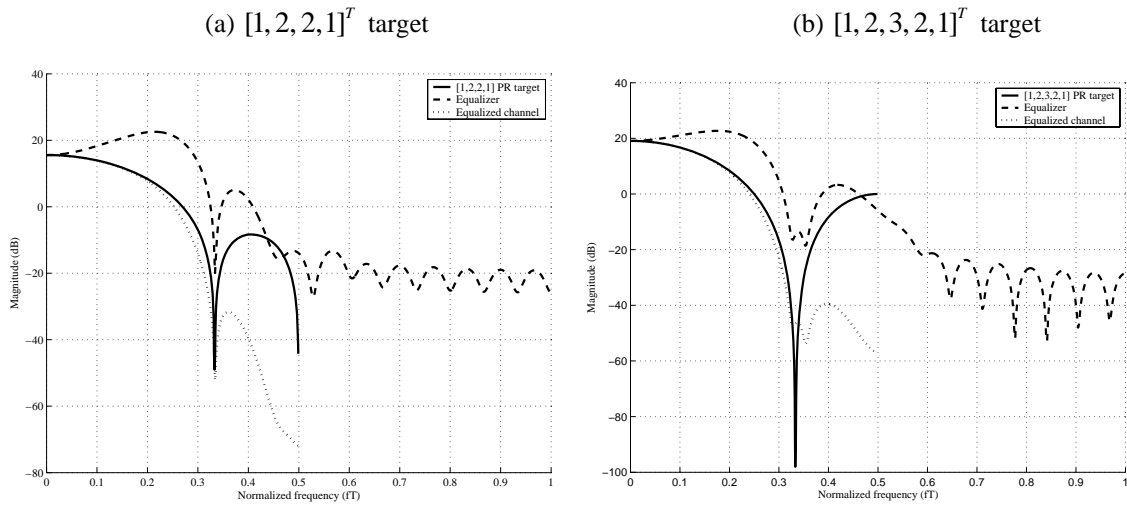 (a) [1, 2, 2, 1]^T target
40
20
0
−20
−40
−60
−80
Magnitude (dB)
0 0.1 0.2 0.3 0.4 0.5 0.6 0.7 0.8 0.9 1
Normalized frequency (fT)
[1,2,2,1] PR target
Equalizer
Equalized channel
(b) [1, 2, 3, 2, 1]^T target
40
20
0
−20
−40
−60
−80
−100
Magnitude (dB)
0 0.1 0.2 0.3 0.4 0.5 0.6 0.7 0.8 0.9 1
Normalized frequency (fT)
[1,2,3,2,1] PR target
Equalizer
Equalized channel